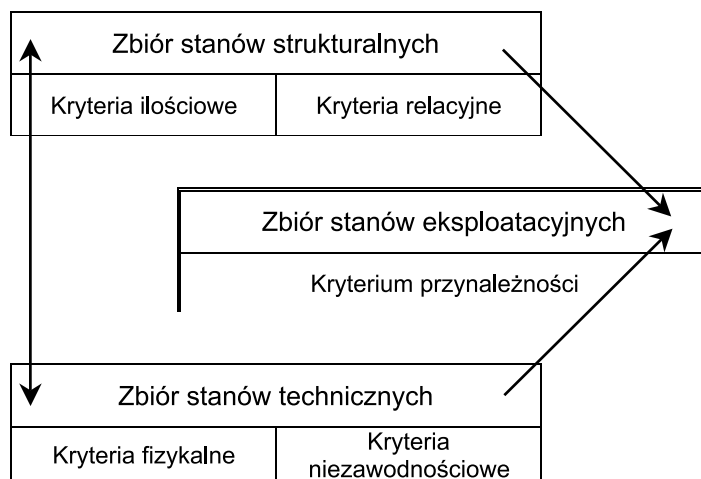 Zbiór stanów strukturalnych
Kryteria ilościowe
Kryteria relacyjne
Zbiór stanów eksploatacyjnych
Kryterium przynależności
Zbiór stanów technicznych
Kryteria fizykalne
Kryteria
niezawodnościowe